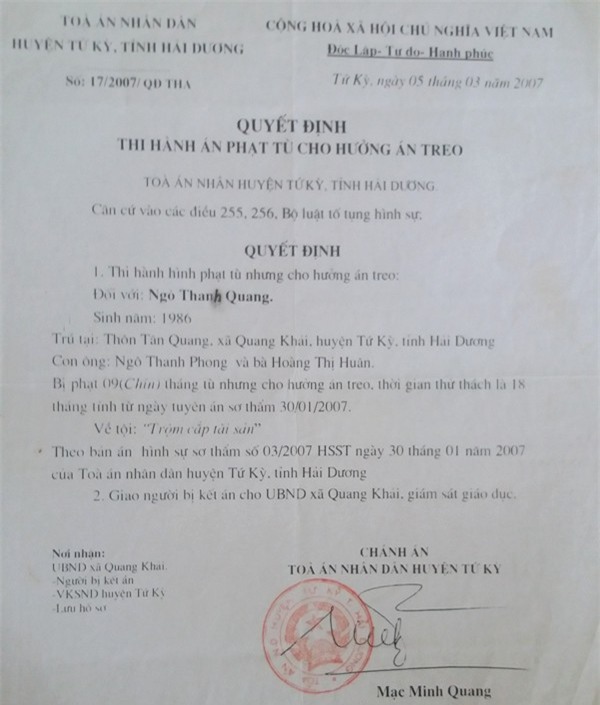 TOÀ ÁN NHÂN DÂN
HUYỆN TỨ KỲ, TỈNH HẢI DƯƠNG
Số: 17/2007/ QĐ THA
CỘNG HOÀ XÃ HỘI CHỦ NGHĨA VIỆT NAM
Độc Lập- Tự do- Hạnh phúc
Tứ Kỳ, ngày 05 tháng 03 năm 2007
QUYẾT ĐỊNH
THI HÀNH ÁN PHẠT TÙ CHO HƯỞNG ÁN TREO
TOÀ ÁN NHÂN HUYỆN TỨ KỲ, TỈNH HẢI DƯƠNG.
Căn cứ vào các điều 255, 256, Bộ luật tố tụng hình sự;
QUYẾT ĐỊNH
1. Thi hành hình phạt tù nhưng cho hưởng án treo:
Đối với: Ngô Thanh Quang.
Sinh năm: 1986
Trú tại: Thôn Tân Quang, xã Quang Khải, huyện Tứ Kỳ, tỉnh Hải Dương
Con ông: Ngô Thanh Phong và bà Hoàng Thị Huân.
Bị phạt 09(Chín) tháng tù nhưng cho hưởng án treo, thời gian thử thách là 18
tháng tính từ ngày tuyên án sơ thẩm 30/01/2007.
Về tội: "Trộm cắp tài sản"
Theo bản án hình sự sơ thẩm số 03/2007 HSST ngày 30 tháng 01 năm 2007
của Toà án nhân dân huyện Tứ Kỳ, tỉnh Hải Dương
2. Giao người bị kết án cho UBND xã Quang Khải, giám sát giáo dục.
Nơi nhận:
UBND xã Quang Khải.
-Người bị kết án
-VKSND huyện Tứ Kỳ
-Lưu hồ sơ
CHÁNH ÁN
TOÀ ÁN NHÂN DÂN HUYỆN TỨ KỲ
Mạc Minh Quang